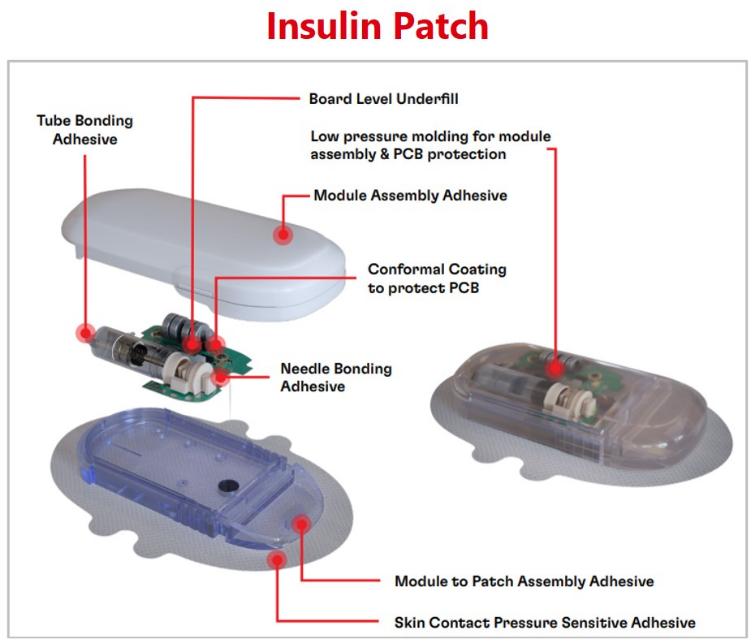 Insulin Patch
Board Level Underfill
Tube Bonding
Adhesive
Low pressure molding for module
assembly & PCB protection
Module Assembly Adhesive
Conformal Coating
to protect PCB
Needle Bonding
Adhesive
Module to Patch Assembly Adhesive
Skin Contact Pressure Sensitive Adhesive